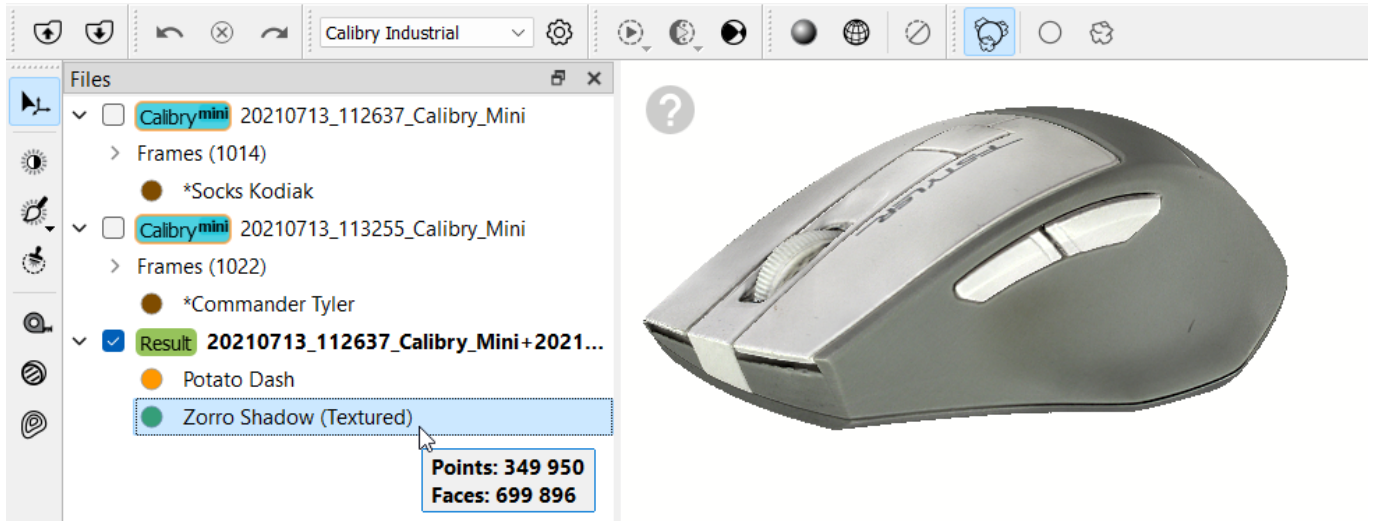 Calibry Industrial
Files
Calibry mini 20210713_112637_Calibry_Mini
Frames (1014)
*Socks Kodiak
Calibry mini 20210713_113255_Calibry_Mini
Frames (1022)
*Commander Tyler
Result 20210713_112637_Calibry_Mini+2021...
Potato Dash
Zorro Shadow (Textured)
Points: 349 950
Faces: 699 896
?
FSTYLER